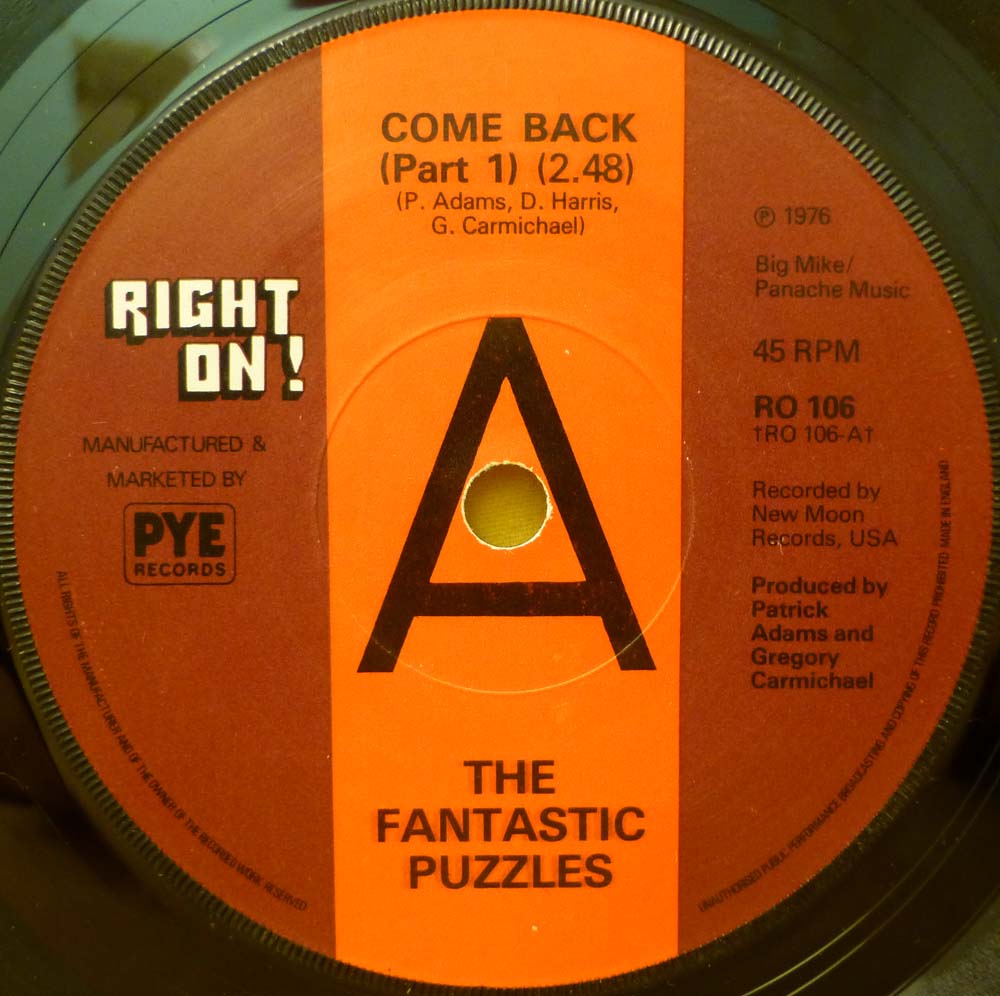 COME BACK
(Part 1) (2.48)
(P. Adams, D. Harris,
G. Carmichael)
RIGHT
ON!
MANUFACTURED &
MARKETED BY
PYE
RECORDS
A
℗ 1976
Big Mike/
Panache Music
45 RPM
RO 106
†RO 106-A†
Recorded by
New Moon
Records, USA
Produced by
Patrick
Adams and
Gregory
Carmichael
THE
FANTASTIC
PUZZLES
ALL RIGHTS OF THE MANUFACTURER AND OF THE OWNER OF THE RECORDED WORK RESERVED
UNAUTHORISED PUBLIC PERFORMANCE BROADCASTING AND COPYING OF THIS RECORD PROHIBITED MADE IN ENGLAND